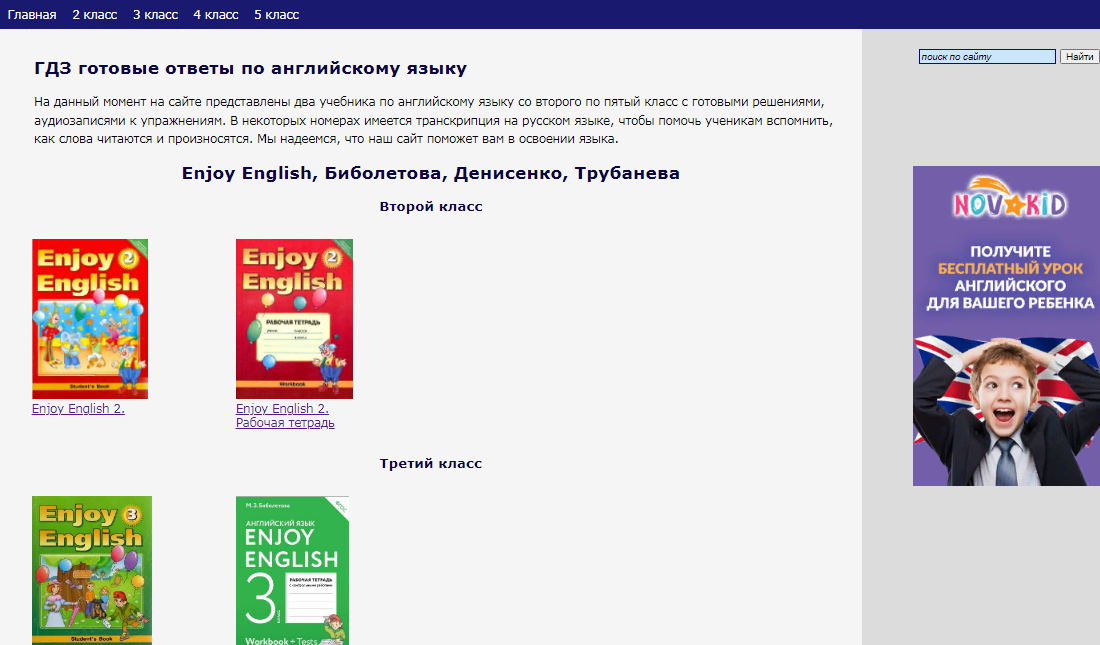 Главная 2 класс 3 класс 4 класс 5 класс
поиск по сайту Найти
ГДЗ готовые ответы по английскому языку
На данный момент на сайте представлены два учебника по английскому языку со второго по пятый класс с готовыми решениями,
аудиозаписями к упражнениям. В некоторых номерах имеется транскрипция на русском языке, чтобы помочь ученикам вспомнить,
как слова читаются и произносятся. Мы надеемся, что наш сайт поможет вам в освоении языка.
Enjoy English, Биболетова, Денисенко, Трубанева
Второй класс
Enjoy 2
English
Student's Book
Enjoy English 2.
Enjoy 2
English
РАБОЧАЯ ТЕТРАДЬ
Workbook
Enjoy English 2.
Рабочая тетрадь
Третий класс
Enjoy 3
English
Student's Book
М.З.Биболетова
АНГЛИЙСКИЙ ЯЗЫК
ENJOY
ENGLISH
3
КЛАСС
РАБОЧАЯ ТЕТРАДЬ
Workbook + Tests
NOVAKID
ПОЛУЧИТЕ
БЕСПЛАТНЫЙ УРОК
АНГЛИЙСКОГО
ДЛЯ ВАШЕГО РЕБЕНКА